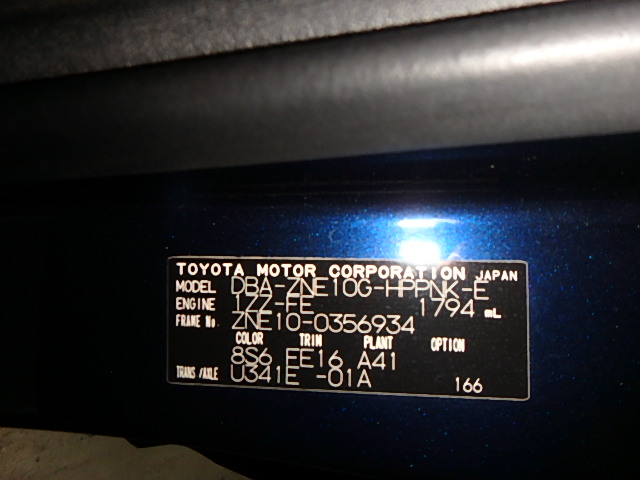 TOYOTA MOTOR CORPORATION JAPAN
MODEL DBA-ZNE10G-HPPNK-E
ENGINE 1ZZ-FE 1794 mL
FRAME No. ZNE10-0356934
COLOR TRIM PLANT OPTION
8S6 FE16 A41
TRANS/AXLE U341E -01A 166